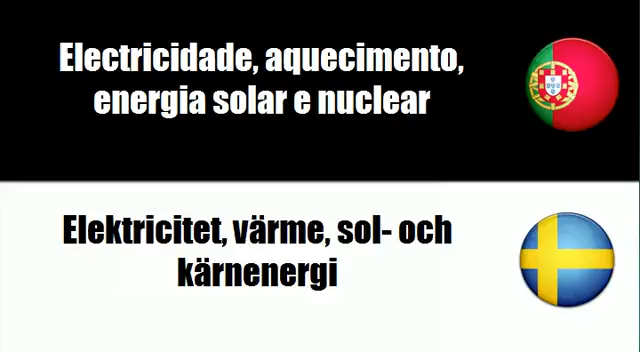 Electricidade, aquecimento,
energia solar e nuclear
Elektricitet, värme, sol- och
kärnenergi